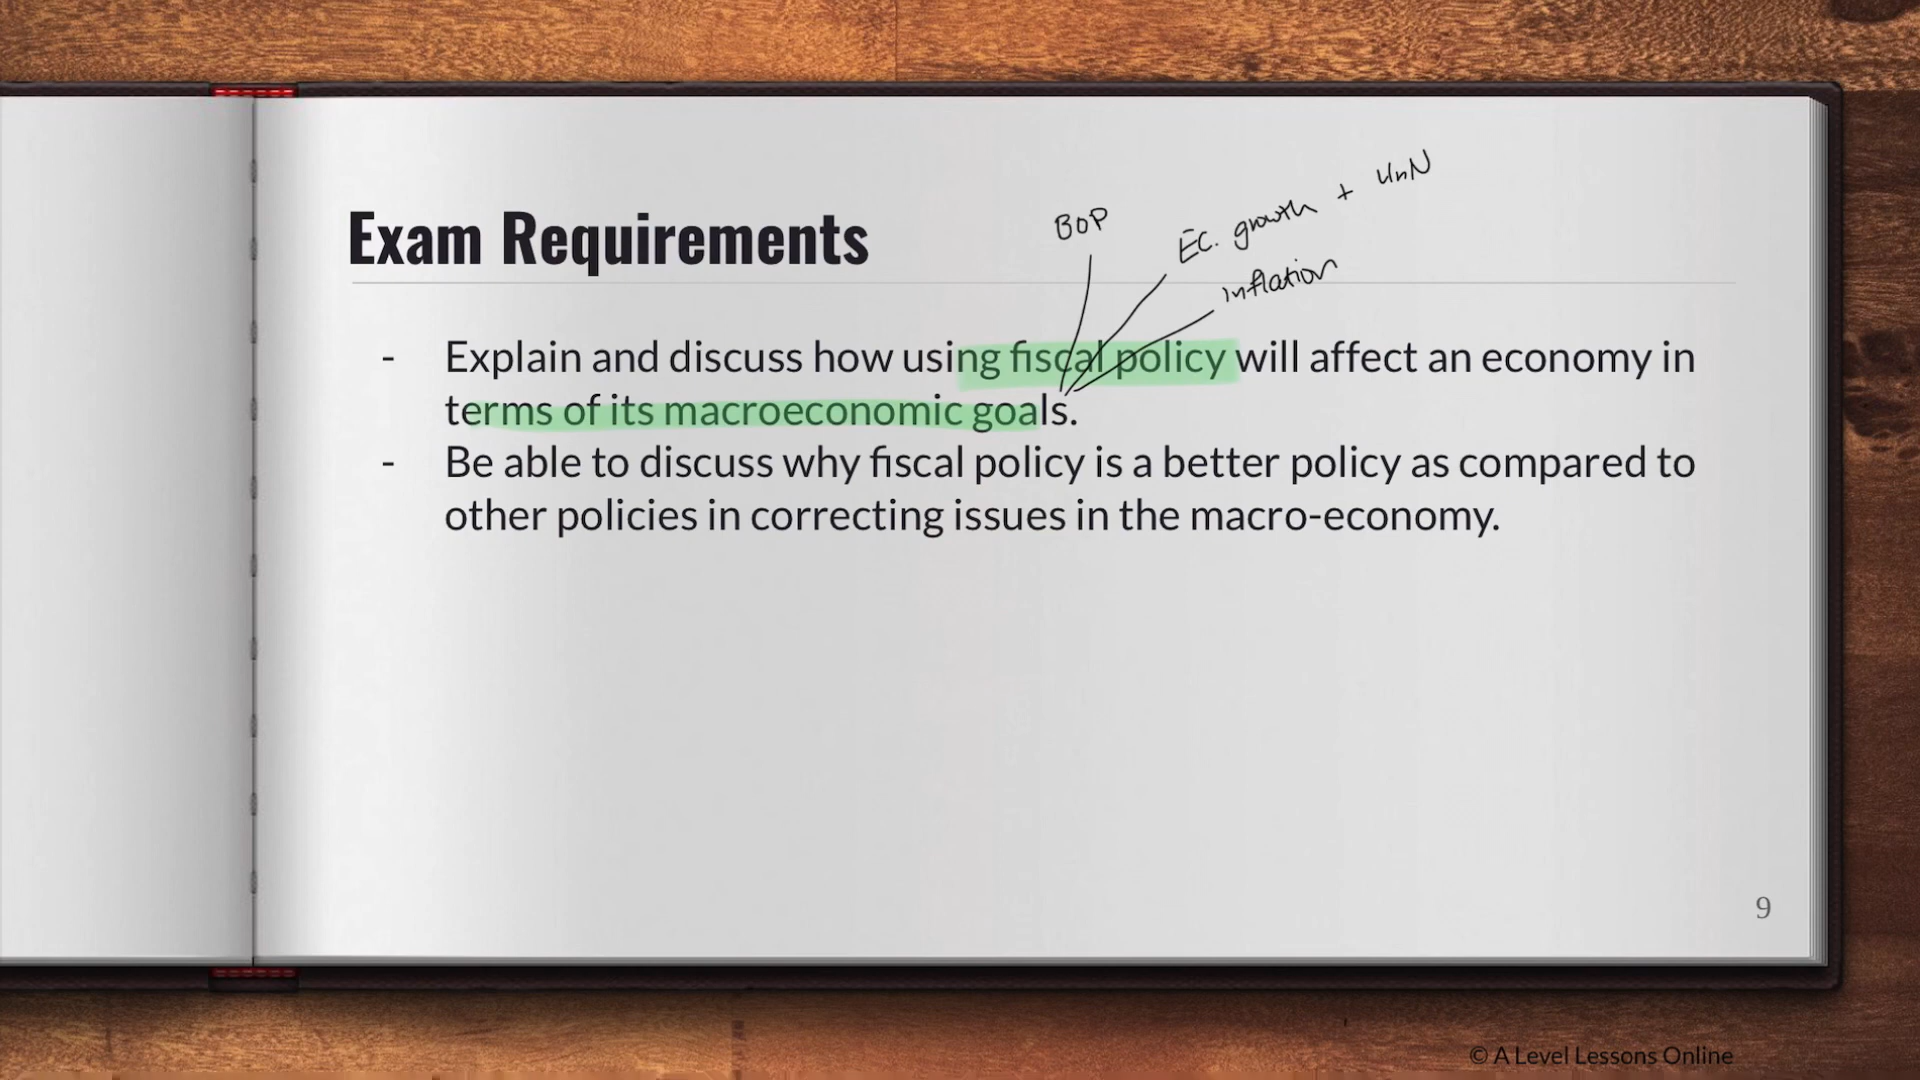 Exam Requirements
BOP
Ec. growth + UnN
inflation
- Explain and discuss how using fiscal policy will affect an economy in
terms of its macroeconomic goals.
- Be able to discuss why fiscal policy is a better policy as compared to
other policies in correcting issues in the macro-economy.
9
© A Level Lessons Online